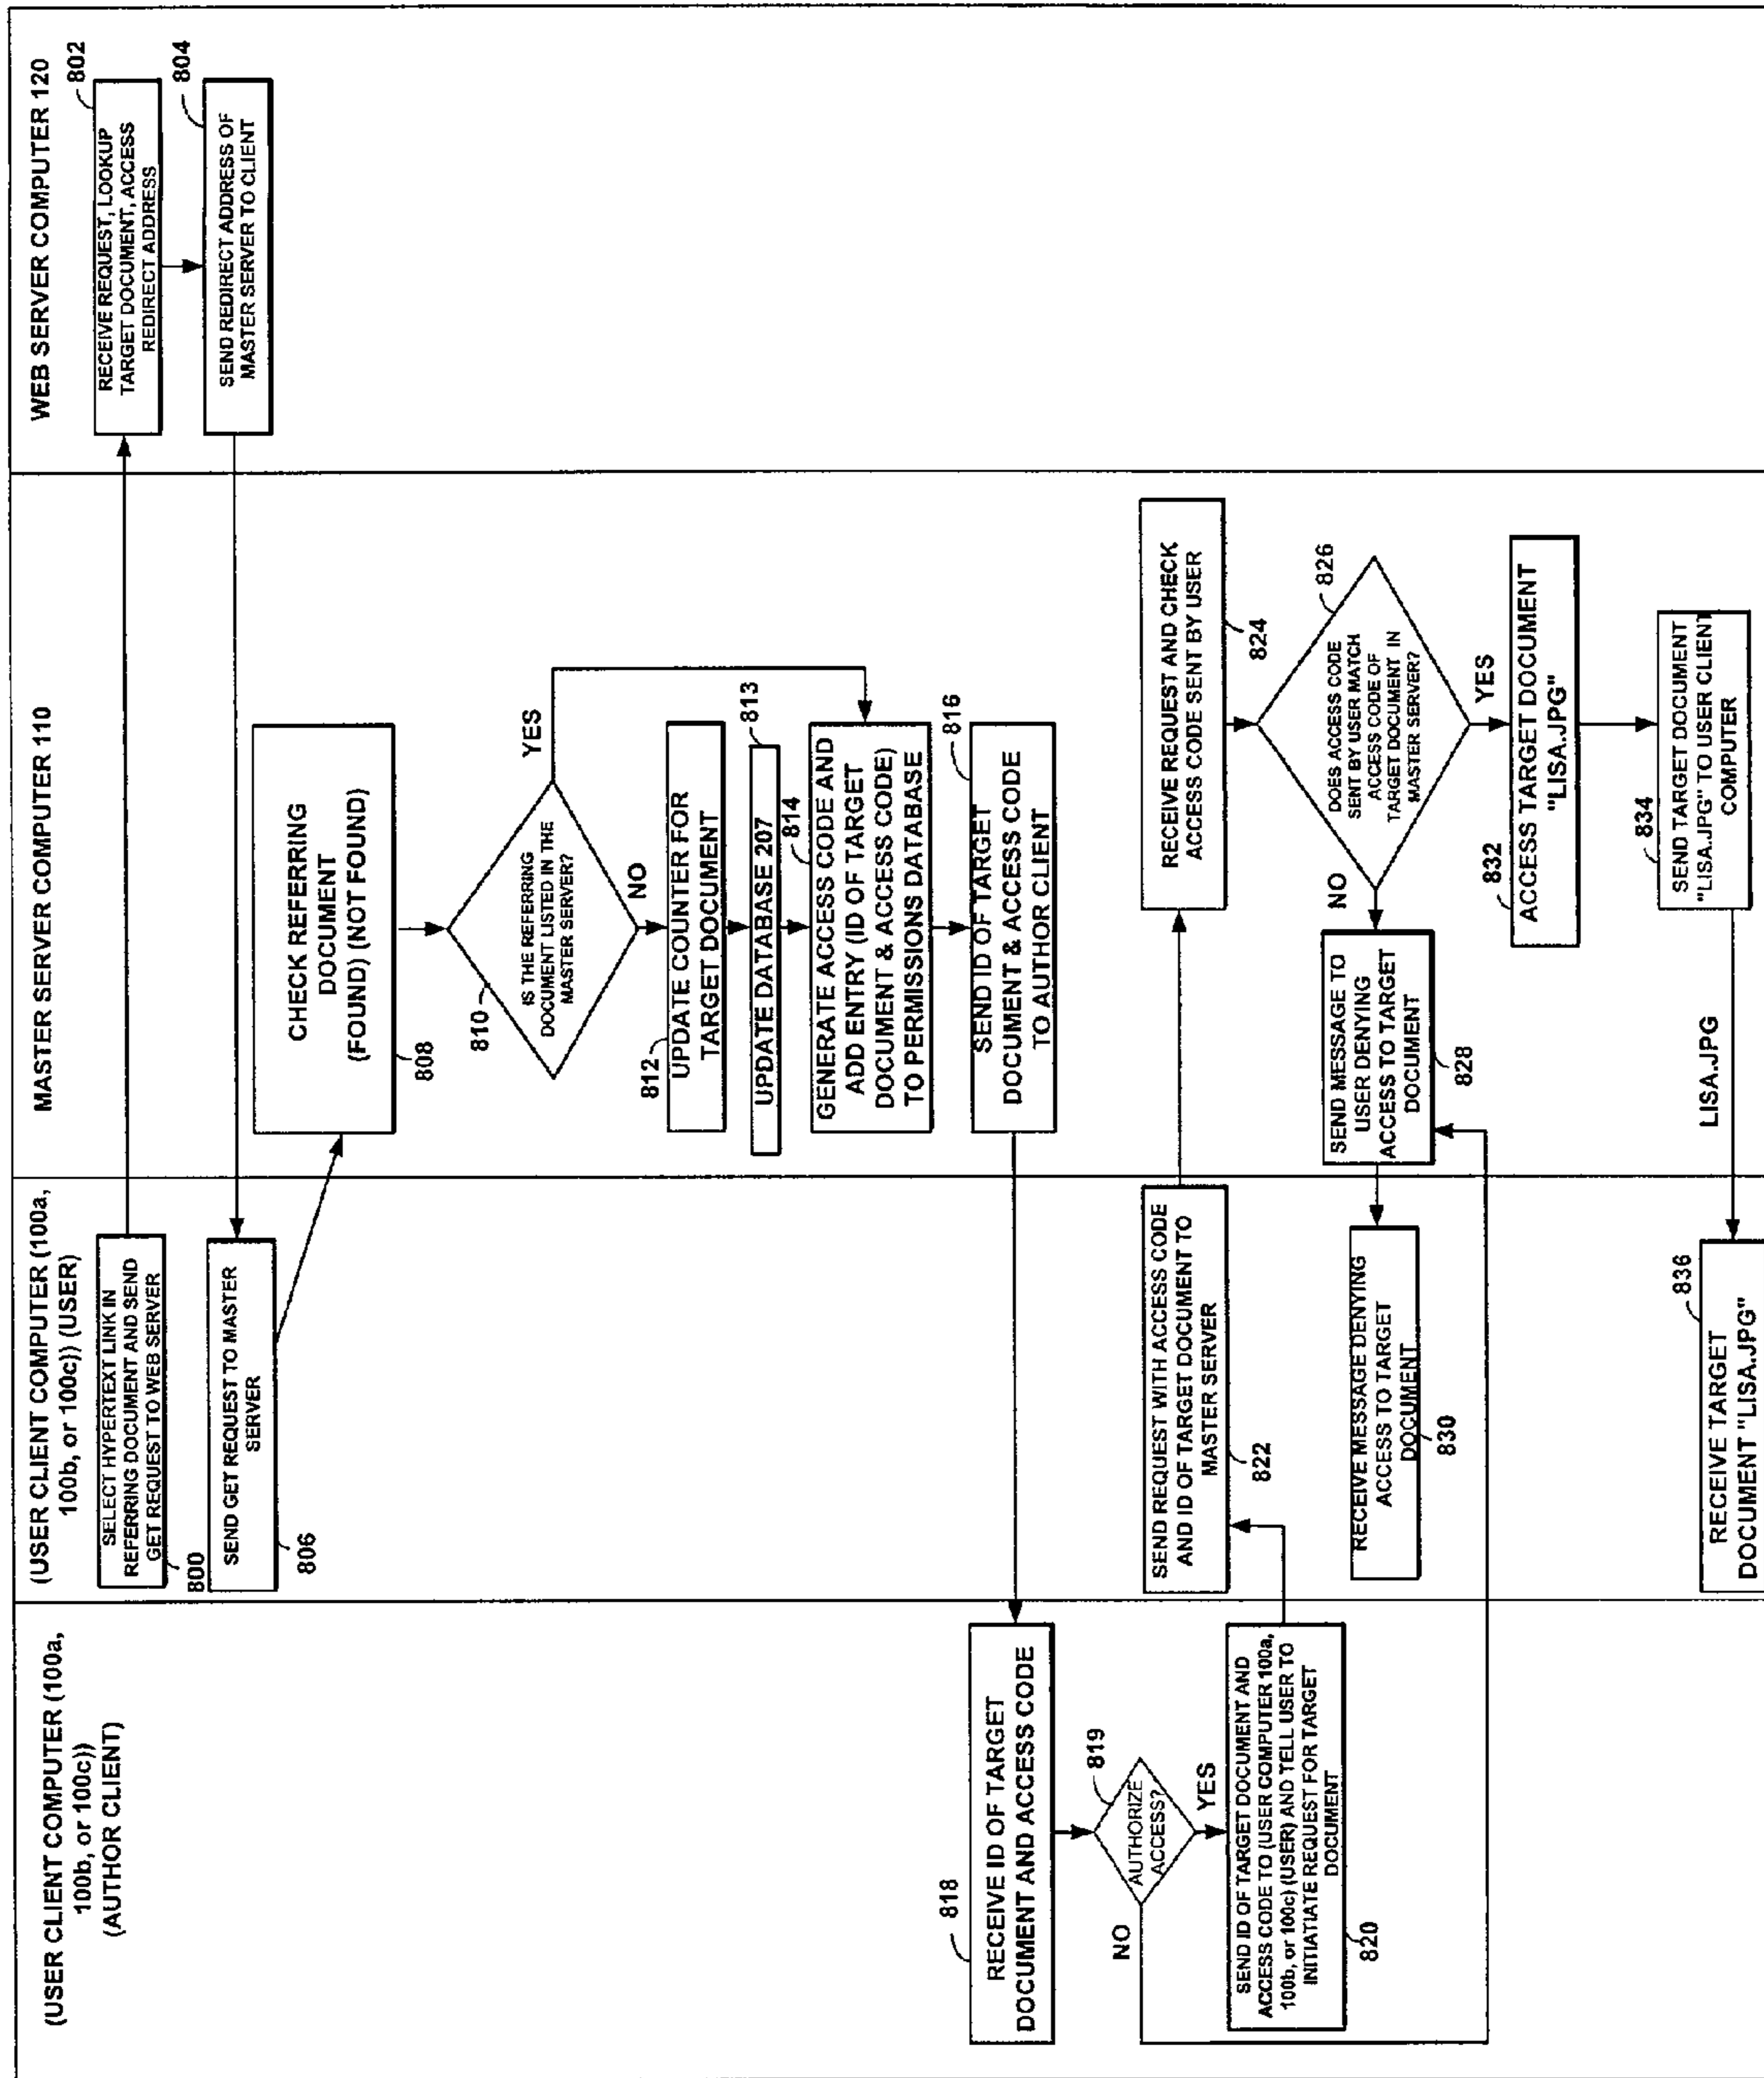 (USER CLIENT COMPUTER (100a,
100b, or 100c))
(AUTHOR CLIENT)
(USER CLIENT COMPUTER (100a,
100b, or 100c)) (USER)
MASTER SERVER COMPUTER 110
WEB SERVER COMPUTER 120
SELECT HYPERTEXT LINK IN
REFERRING DOCUMENT AND SEND
GET REQUEST TO WEB SERVER
800
802
RECEIVE REQUEST, LOOKUP
TARGET DOCUMENT, ACCESS
REDIRECT ADDRESS
804
SEND REDIRECT ADDRESS OF
MASTER SERVER TO CLIENT
SEND GET REQUEST TO MASTER
SERVER
806
CHECK REFERRING
DOCUMENT
(FOUND) (NOT FOUND)
808
810
IS THE REFERRING
DOCUMENT LISTED IN THE
MASTER SERVER?
YES
NO
812
UPDATE COUNTER FOR
TARGET DOCUMENT
813
UPDATE DATABASE 207
814
GENERATE ACCESS CODE AND
ADD ENTRY (ID OF TARGET
DOCUMENT & ACCESS CODE)
TO PERMISSIONS DATABASE
816
SEND ID OF TARGET
DOCUMENT & ACCESS CODE
TO AUTHOR CLIENT
818
RECEIVE ID OF TARGET
DOCUMENT AND ACCESS CODE
819
AUTHORIZE
ACCESS?
NO
YES
SEND ID OF TARGET DOCUMENT AND
ACCESS CODE TO (USER COMPUTER 100a,
100b, or 100c) (USER) AND TELL USER TO
INITIATIATE REQUEST FOR TARGET
DOCUMENT
820
SEND REQUEST WITH ACCESS CODE
AND ID OF TARGET DOCUMENT TO
MASTER SERVER
822
RECEIVE REQUEST AND CHECK
ACCESS CODE SENT BY USER
824
826
DOES ACCESS CODE
SENT BY USER MATCH
ACCESS CODE OF
TARGET DOCUMENT IN
MASTER SERVER?
NO
YES
SEND MESSAGE TO
USER DENYING
ACCESS TO TARGET
DOCUMENT
828
RECEIVE MESSAGE DENYING
ACCESS TO TARGET
DOCUMENT
830
832
ACCESS TARGET DOCUMENT
"LISA.JPG"
834
SEND TARGET DOCUMENT
"LISA.JPG" TO USER CLIENT
COMPUTER
LISA.JPG
836
RECEIVE TARGET
DOCUMENT "LISA.JPG"